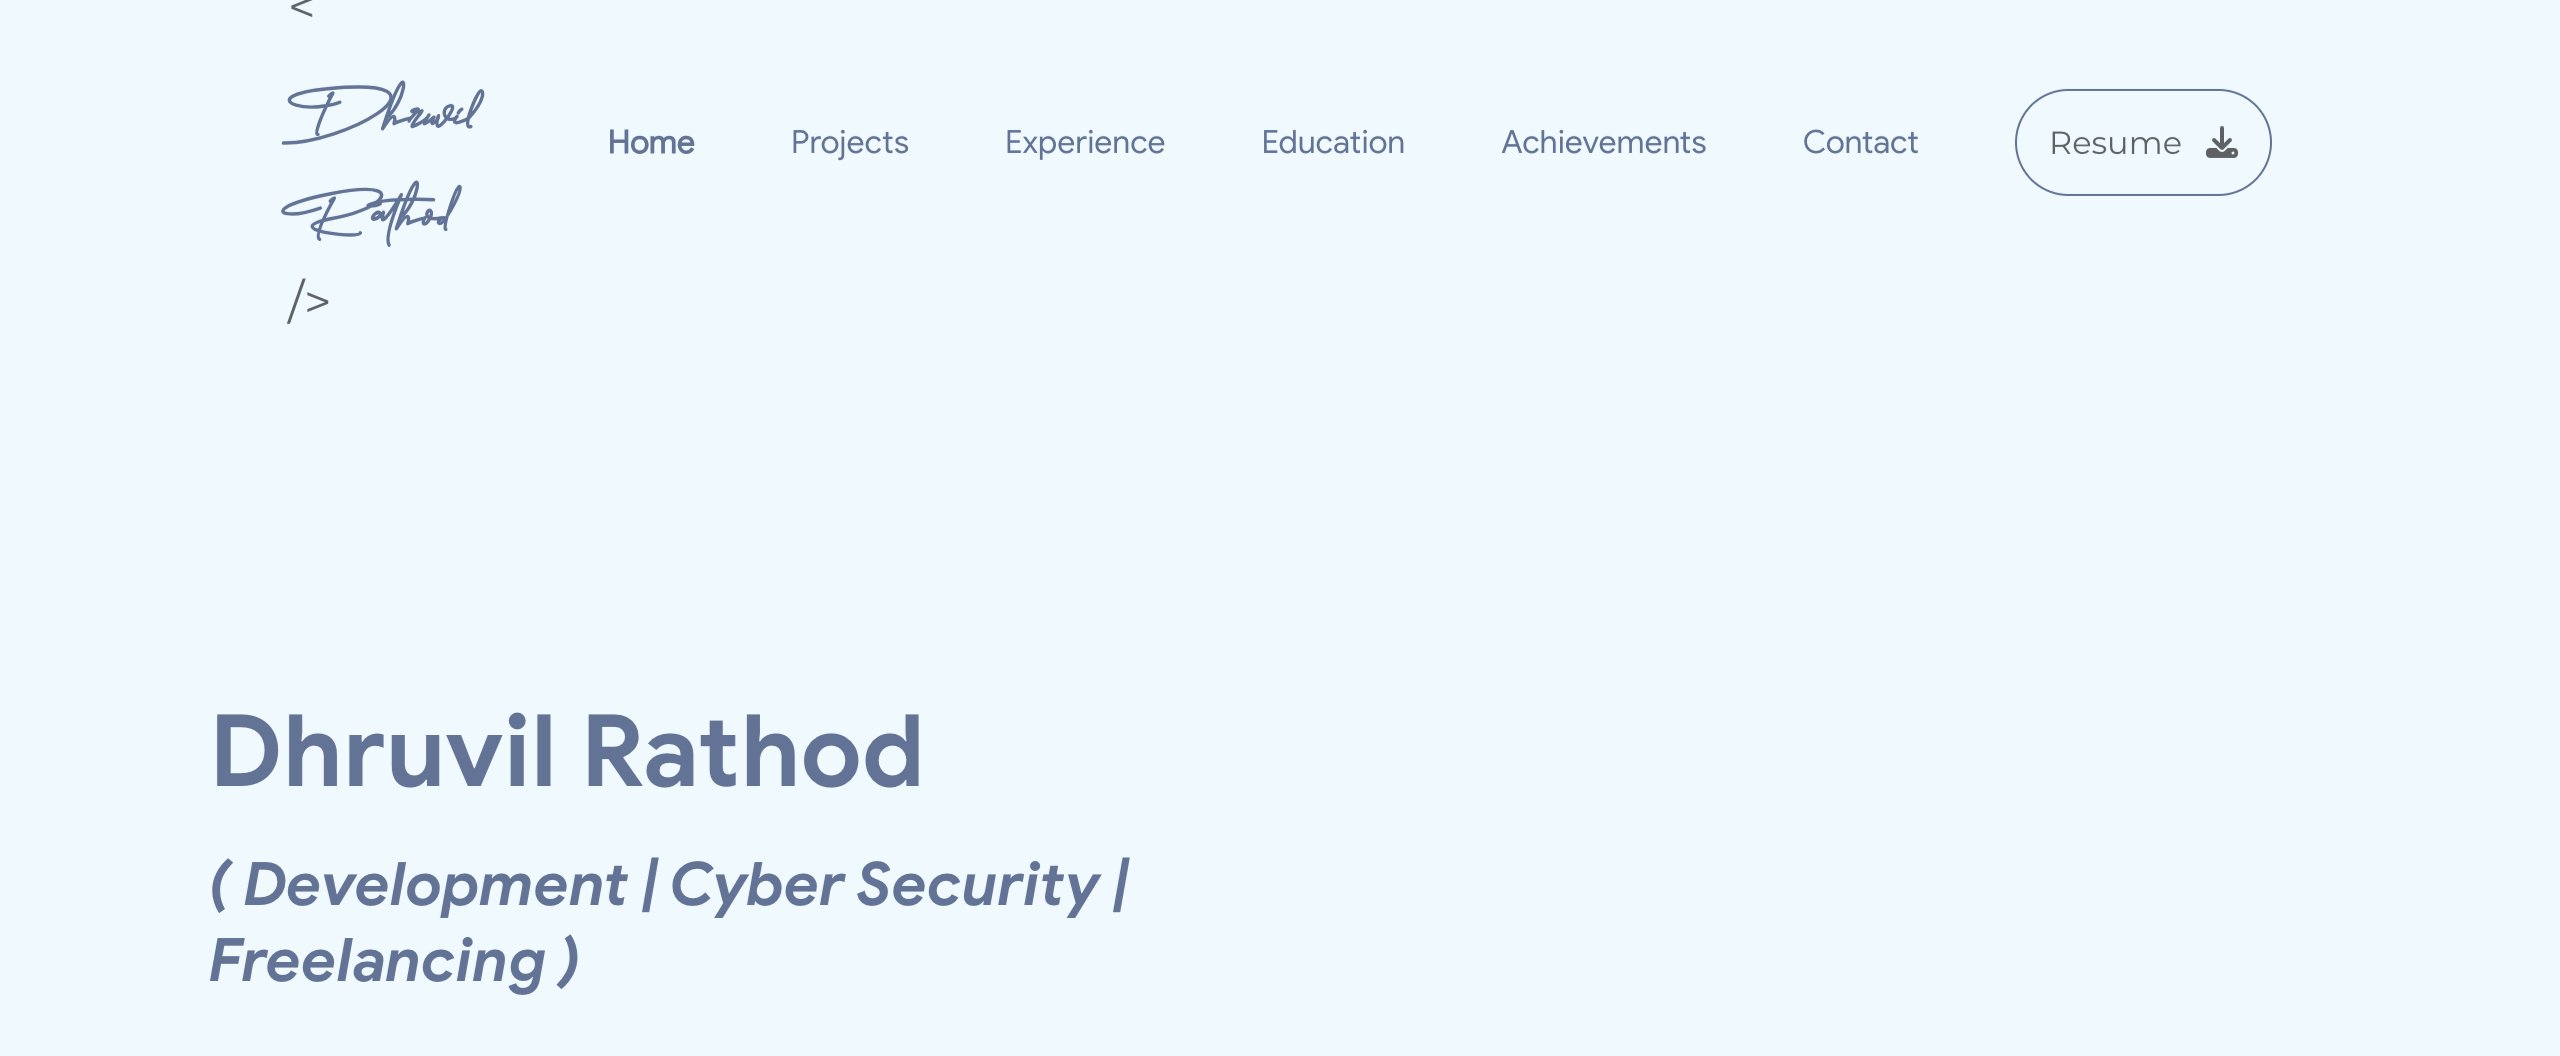 <
Dhruvil
Rathod
/>
Home Projects Experience Education Achievements Contact Resume
Dhruvil Rathod
( Development | Cyber Security |
Freelancing )